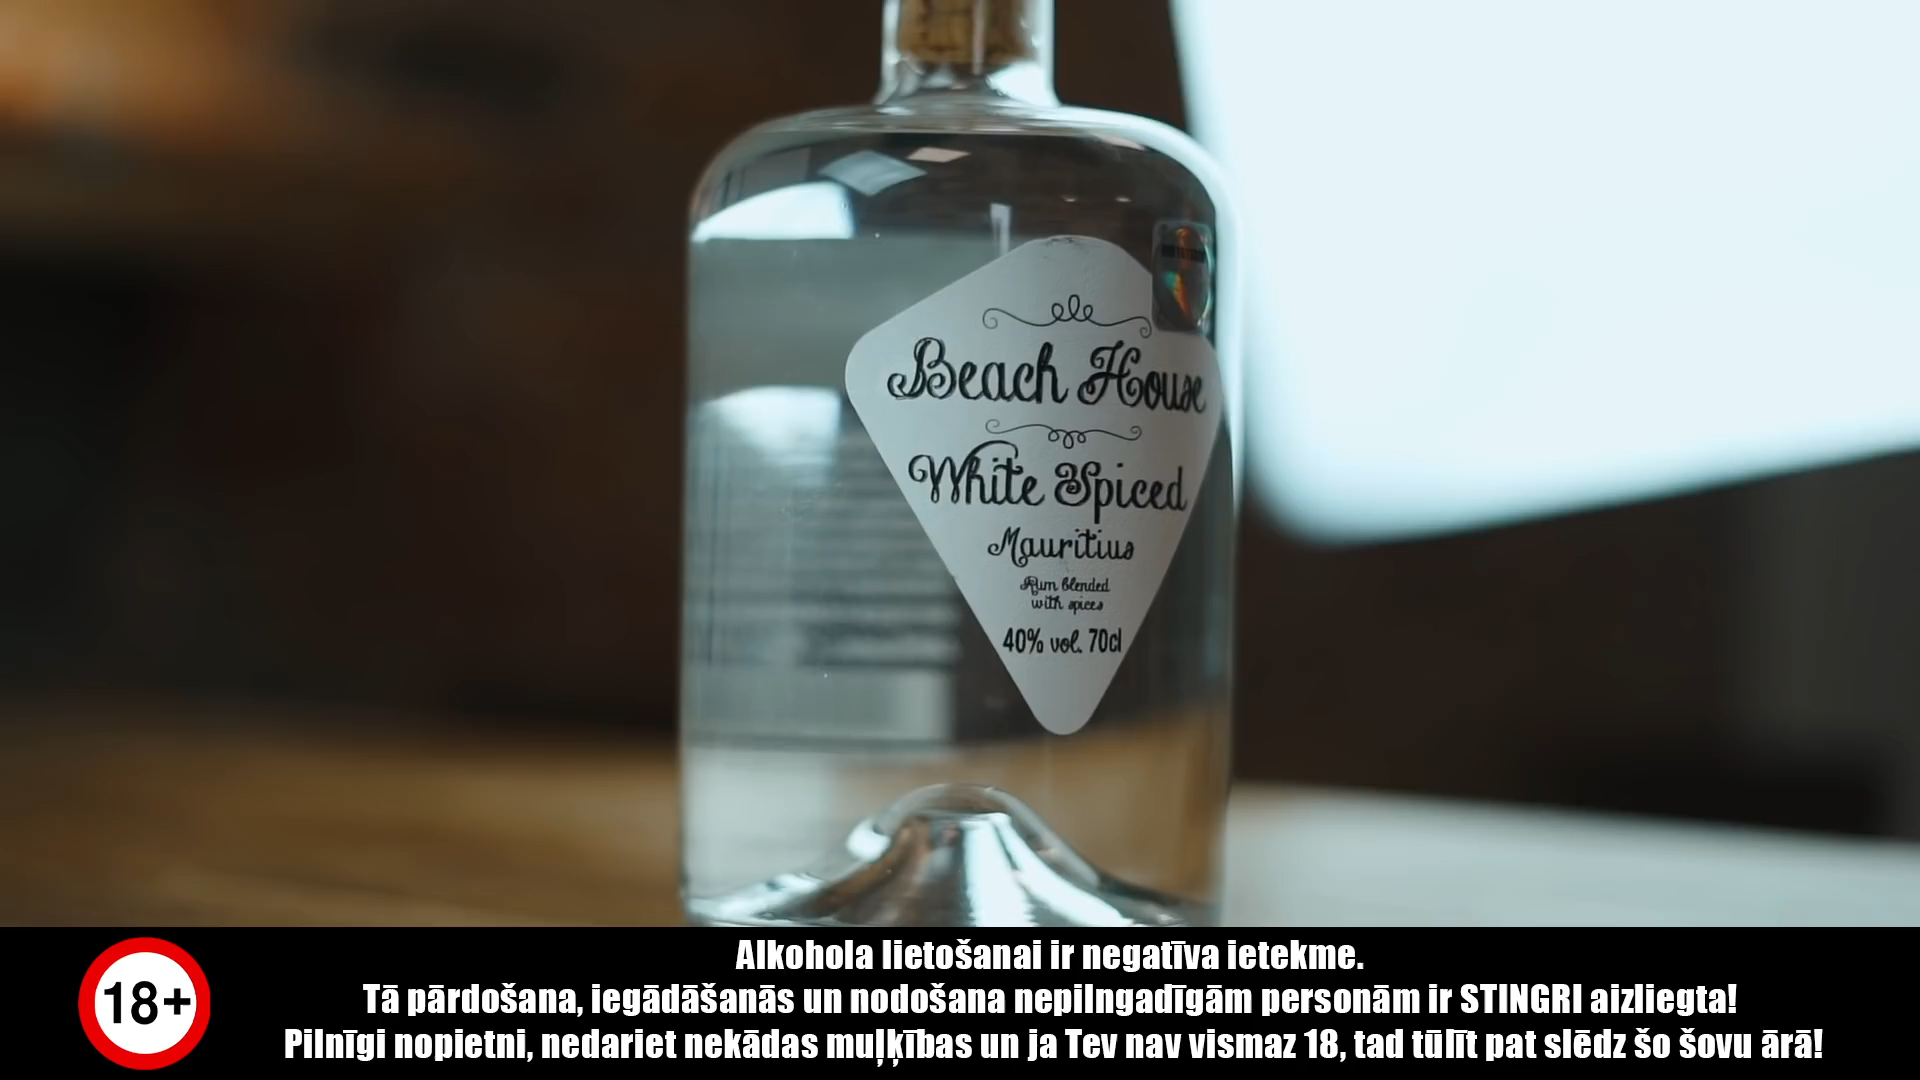 Beach House
White Spiced
Mauritius
Rum blended
with spices
40% vol. 70cl
18+
Alkohola lietošanai ir negatīva ietekme.
Tā pārdošana, iegādāšanās un nodošana nepilngadīgām personām ir STINGRI aizliegta!
Pilnīgi nopietni, nedariet nekādas muļķības un ja Tev nav vismaz 18, tad tūlīt pat slēdz šo šovu ārā!